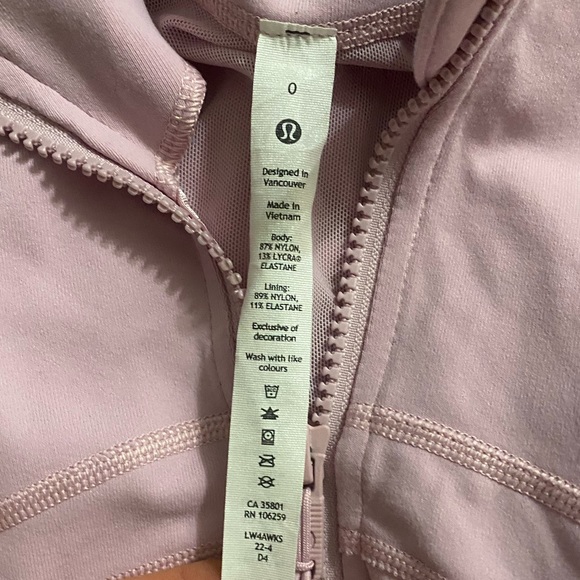 0
Designed in
Vancouver
Made in
Vietnam
Body:
87% NYLON,
13% LYCRA®
ELASTANE
Lining:
89% NYLON,
11% ELASTANE
Exclusive of
decoration
Wash with like
colours
CA 35801
RN 106259
LW4AWKS
22-4
D4